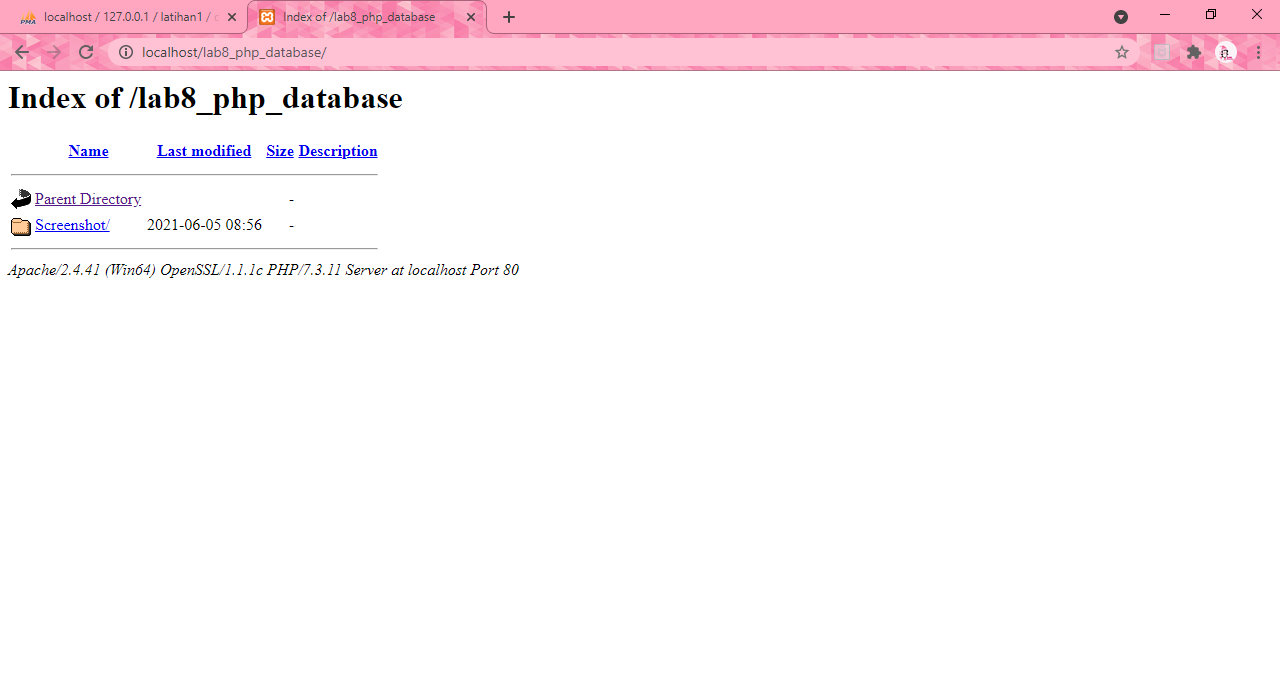 PMA localhost / 127.0.0.1 / latihan1 /
Index of /lab8_php_database
localhost/lab8_php_database/
Index of /lab8_php_database
Name Last modified Size Description
Parent Directory -
Screenshot/ 2021-06-05 08:56 -
Apache/2.4.41 (Win64) OpenSSL/1.1.1c PHP/7.3.11 Server at localhost Port 80